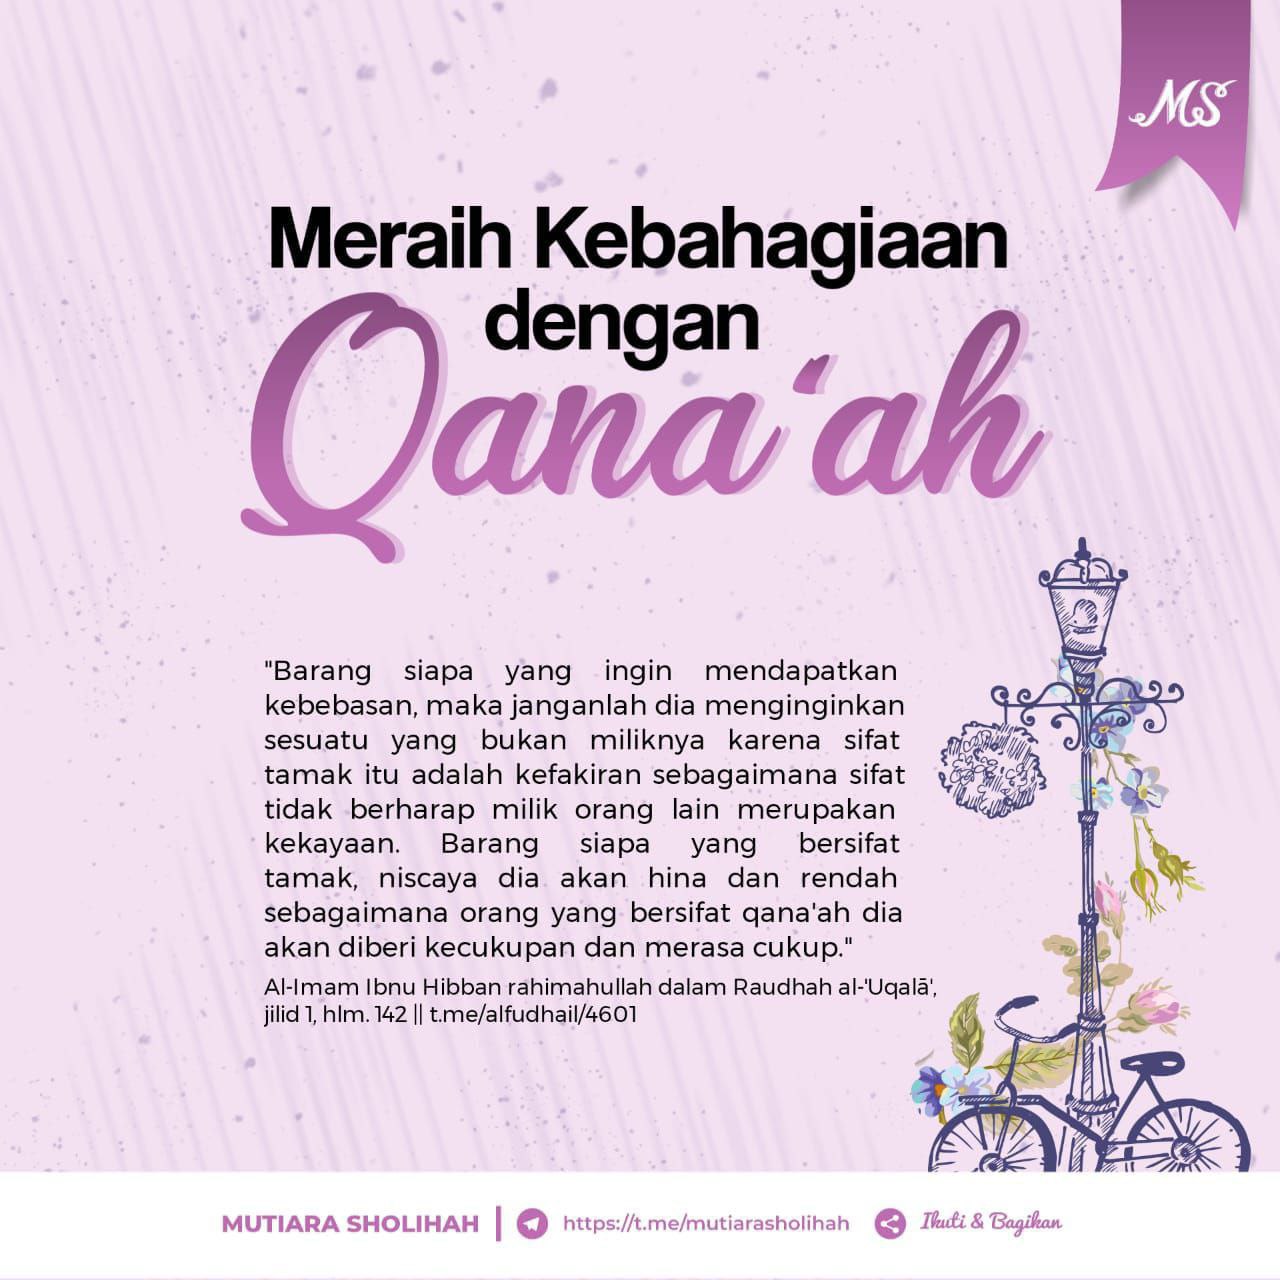 MS
Meraih Kebahagiaan
dengan
Qana'ah
"Barang siapa yang ingin mendapatkan
kebebasan, maka janganlah dia menginginkan
sesuatu yang bukan miliknya karena sifat
tamak itu adalah kefakiran sebagaimana sifat
tidak berharap milik orang lain merupakan
kekayaan. Barang siapa yang bersifat
tamak, niscaya dia akan hina dan rendah
sebagaimana orang yang bersifat qana'ah dia
akan diberi kecukupan dan merasa cukup."
Al-Imam Ibnu Hibban rahimahullah dalam Raudhah al-'Uqalā',
jilid 1, hlm. 142 || t.me/alfudhail/4601
MUTIARA SHOLIHAH | https://t.me/mutiarasholihah Ikuti & Bagikan